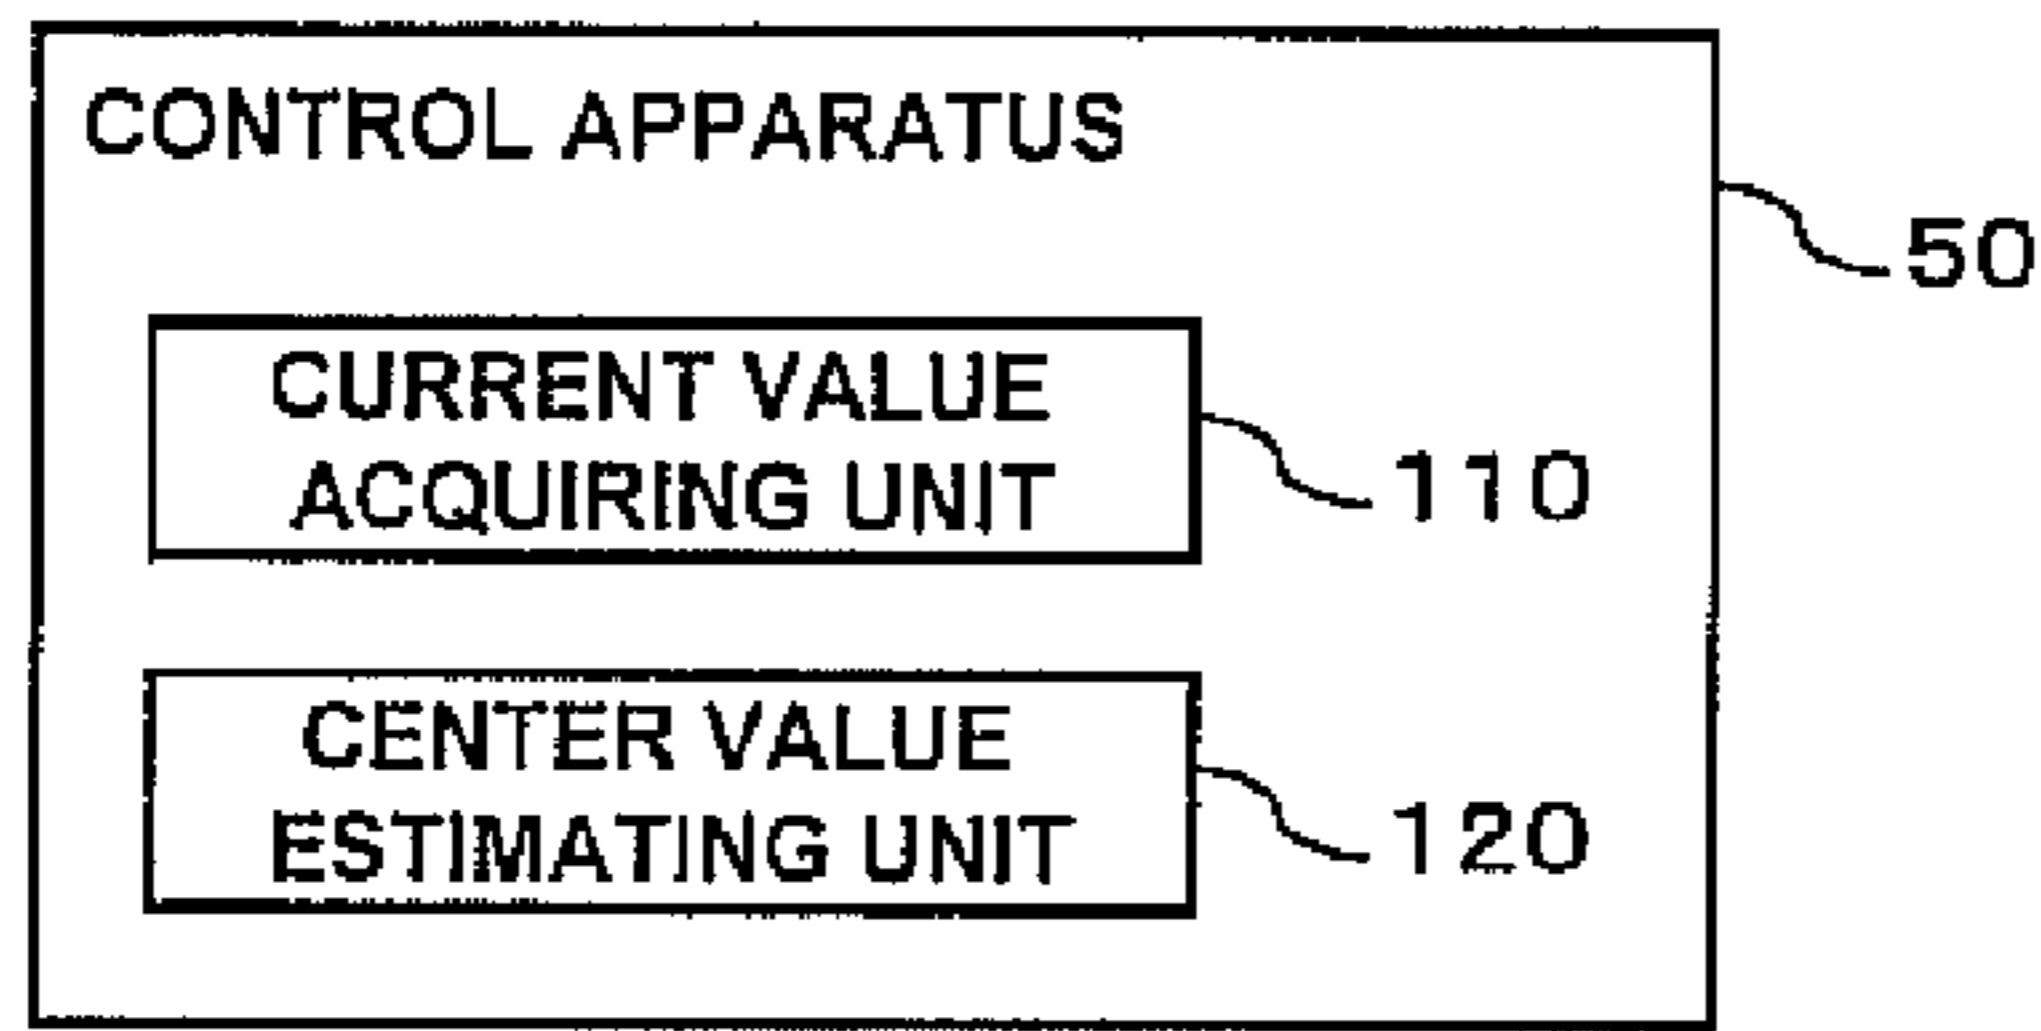 CONTROL APPARATUS
50
CURRENT VALUE
ACQUIRING UNIT
110
CENTER VALUE
ESTIMATING UNIT
120